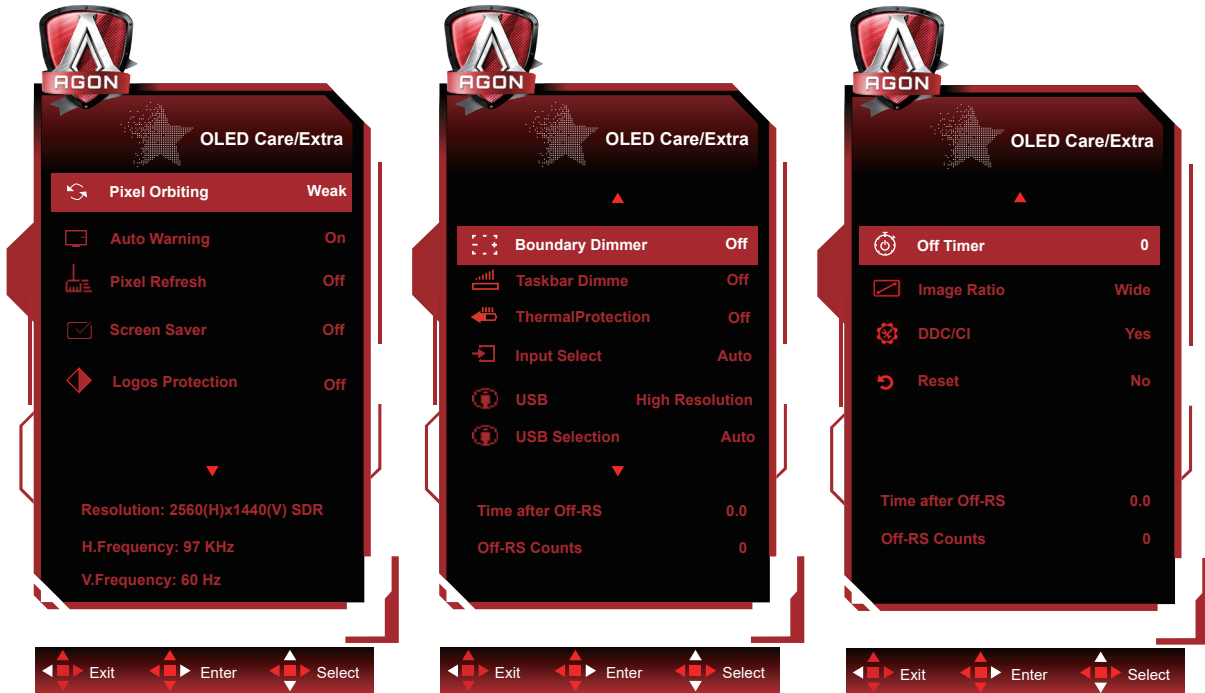 AGON
OLED Care/Extra
Pixel Orbiting Weak
Auto Warning On
Pixel Refresh Off
Screen Saver Off
Logos Protection Off
Resolution: 2560(H)x1440(V) SDR
H.Frequency: 97 KHz
V.Frequency: 60 Hz
Exit Enter Select
AGON
OLED Care/Extra
Boundary Dimmer Off
Taskbar Dimme Off
ThermalProtection Off
Input Select Auto
USB High Resolution
USB Selection Auto
Time after Off-RS 0.0
Off-RS Counts 0
Exit Enter Select
AGON
OLED Care/Extra
Off Timer 0
Image Ratio Wide
DDC/CI Yes
Reset No
Time after Off-RS 0.0
Off-RS Counts 0
Exit Enter Select